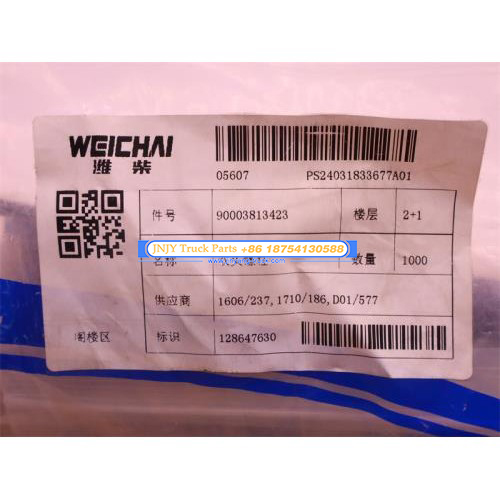 WEICHAI
潍柴
05607 PS24031833677A01
件号 90003813423 楼层 2+1
JNJY Truck Parts +86 18754130588
名称 数量 1000
供应商 1606/237,1710/186,D01/577
阁楼区 标识 128647630